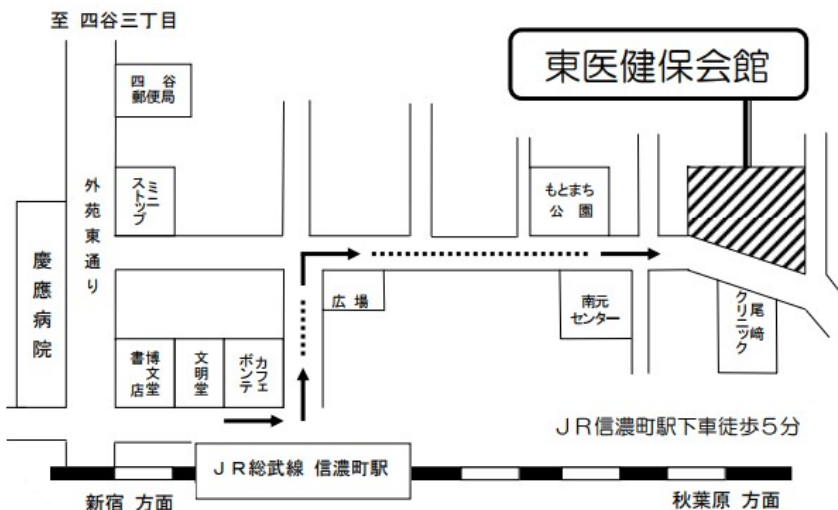 至 四谷三丁目
東医健保会館
四 谷
郵便局
ミニ
ストップ
外苑東通り
慶應病院
もとまち
公 園
広 場
南元
センター
尾﨑
クリニック
博文堂
書店
文明堂
カフェ
ボンテ
JR信濃町駅下車徒歩5分
JR総武線 信濃町駅
新宿 方面
秋葉原 方面